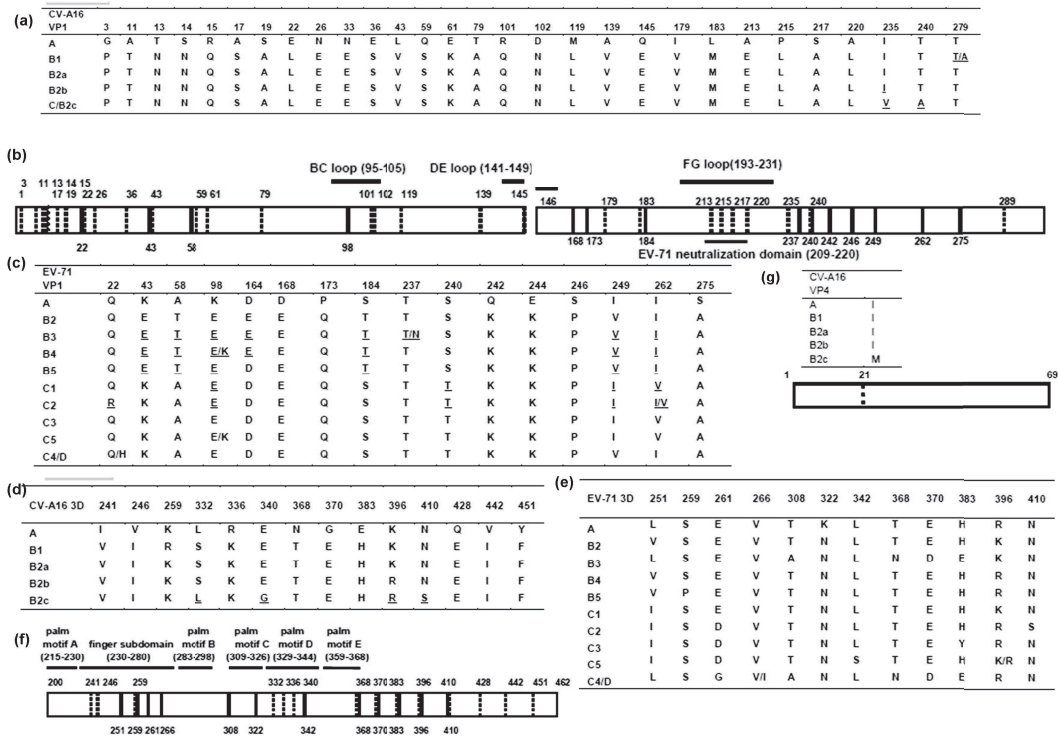 (a)
CV-A16
VP1 3 11 13 14 15 17 19 22 26 33 36 43 59 61 79 101 102 119 139 145 179 183 213 215 217 220 235 240 279
A G A T S R A S E N N E L Q E T R D M A Q I L A P S A I T T
B1 P T N N Q S A L E E S V S K A Q N L V E V M E L A L I T T/A
B2a P T N N Q S A L E E S V S K A Q N L V E V M E L A L I T T
B2b P T N N Q S A L E E S V S K A Q N L V E V M E L A L I T T
C/B2c P T N N Q S A L E E S V S K A Q N L V E V M E L A L V A T
(b)
BC loop (95-105) DE loop (141-149) FG loop(193-231)
3 11 13 14 15 36 43 59 61 79 101 102 119 139 145
1 17 19 22 26
146 179 183 213 215 217 220 235 240 289
22 43 58 98
168 173 184 237 240 242 246 249 262 275
EV-71 neutralization domain (209-220)
(c)
EV-71
VP1 22 43 58 98 164 168 173 184 237 240 242 244 246 249 262 275
A Q K A K D D P S T S Q E S I I S
B2 Q E T E E E Q T T S K K P V I A
B3 Q E T E E E Q T T/N S K K P V I A
B4 Q E T E/K E E Q T T S K K P V I A
B5 Q E T E D E Q T T S K K P V I A
C1 Q K A E D E Q S T T K K P I V A
C2 R K A E D E Q S T T K K P I I/V A
C3 Q K A E D E Q S T T K K P I V A
C5 Q K A E/K D E Q S T T K K P I V A
C4/D Q/H K A E D E Q S T T K K P V I A
(g)
CV-A16
VP4
A I
B1 I
B2a I
B2b I
B2c M
1 21 69
(d)
CV-A16 3D 241 246 259 332 336 340 368 370 383 396 410 428 442 451
A I V K L R E N G E K N Q V Y
B1 V I R S K E T E H K N E I F
B2a V I K S K E T E H K N E I F
B2b V I K S K E T E H R N E I F
B2c V I K L K G T E H R S E I F
(e)
EV-71 3D 251 259 261 266 308 322 342 368 370 383 396 410
A L S E V T K L T E H R N
B2 V S E V T N L T E H K N
B3 L S E V A N L N D E K N
B4 V S E V T N L T E H R N
B5 V P E V T N L T E H R N
C1 I S E V T N L T E H K N
C2 I S D V T N L T E H R S
C3 I S D V T N L T E Y R N
C5 I S D V T N S T E H K/R N
C4/D L S G V/I A N L N D E R N
(f)
palm motif A (215-230)
finger subdomain (230-280)
palm motif B (283-298)
palm motif C (309-326)
palm motif D (329-344)
palm motif E (359-368)
200 241 246 259 332 336 340 368 370 383 396 410 428 442 451 462
251 259 261 266 308 322 342 368 370 383 396 410